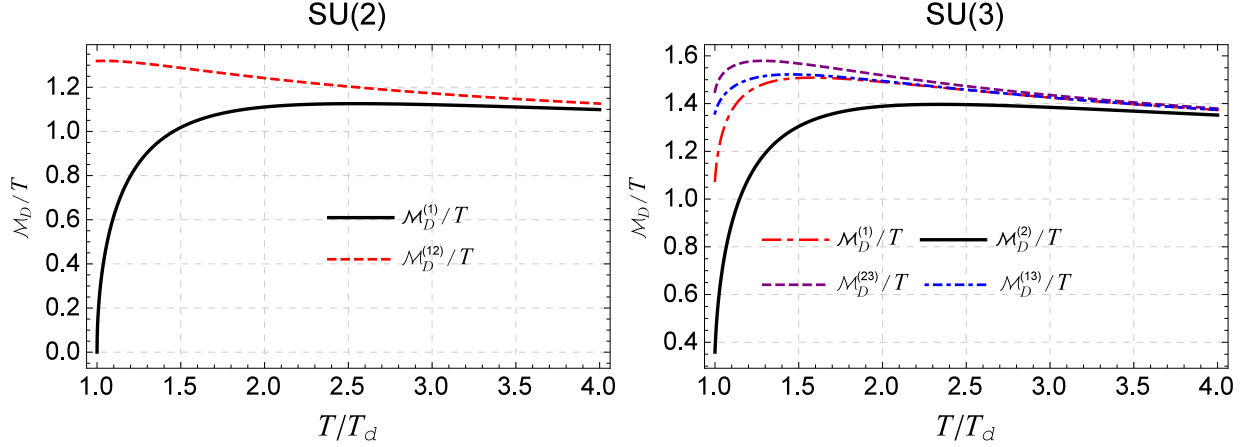 SU(2)
SU(3)
ℳ_D/T
1.2
1.0
0.8
0.6
0.4
0.2
0.0
ℳ_D^(1)/T
ℳ_D^(12)/T
1.0 1.5 2.0 2.5 3.0 3.5 4.0
T/T_d
ℳ_D/T
1.6
1.4
1.2
1.0
0.8
0.6
0.4
ℳ_D^(1)/T ℳ_D^(2)/T
ℳ_D^(23)/T ℳ_D^(13)/T
1.0 1.5 2.0 2.5 3.0 3.5 4.0
T/T_d